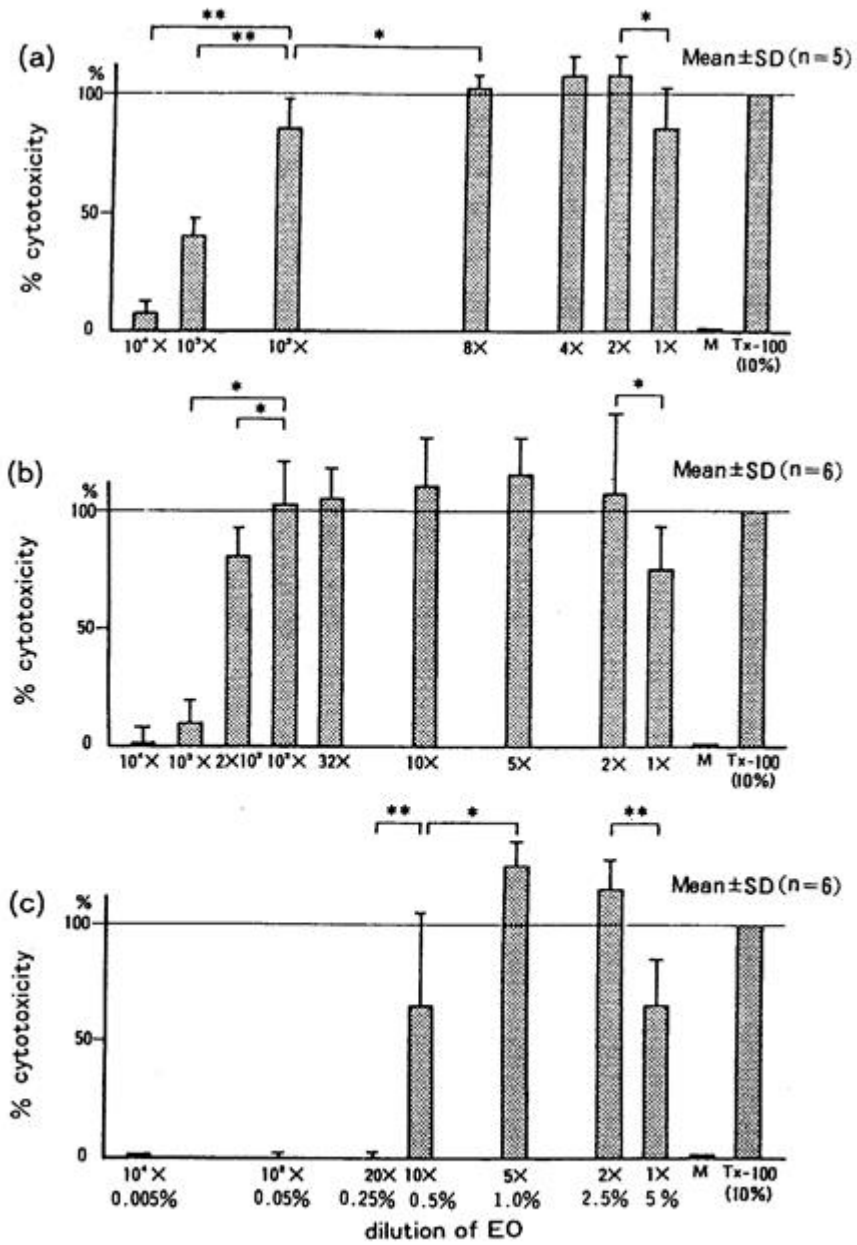 ** 
** * *
(a) Mean±SD (n=5)
%
100
50
0
% cytotoxicity
10⁴× 10³× 10²× 8× 4× 2× 1× M Tx-100
(10%)
* *
*
(b) Mean±SD (n=6)
%
100
50
0
% cytotoxicity
10⁴× 10³× 2×10² 10²× 32× 10× 5× 2× 1× M Tx-100
(10%)
** * **
(c) Mean±SD (n=6)
%
100
50
0
% cytotoxicity
10⁴× 10²× 20× 10× 5× 2× 1× M Tx-100
0.005% 0.05% 0.25% 0.5% 1.0% 2.5% 5% (10%)
dilution of EO